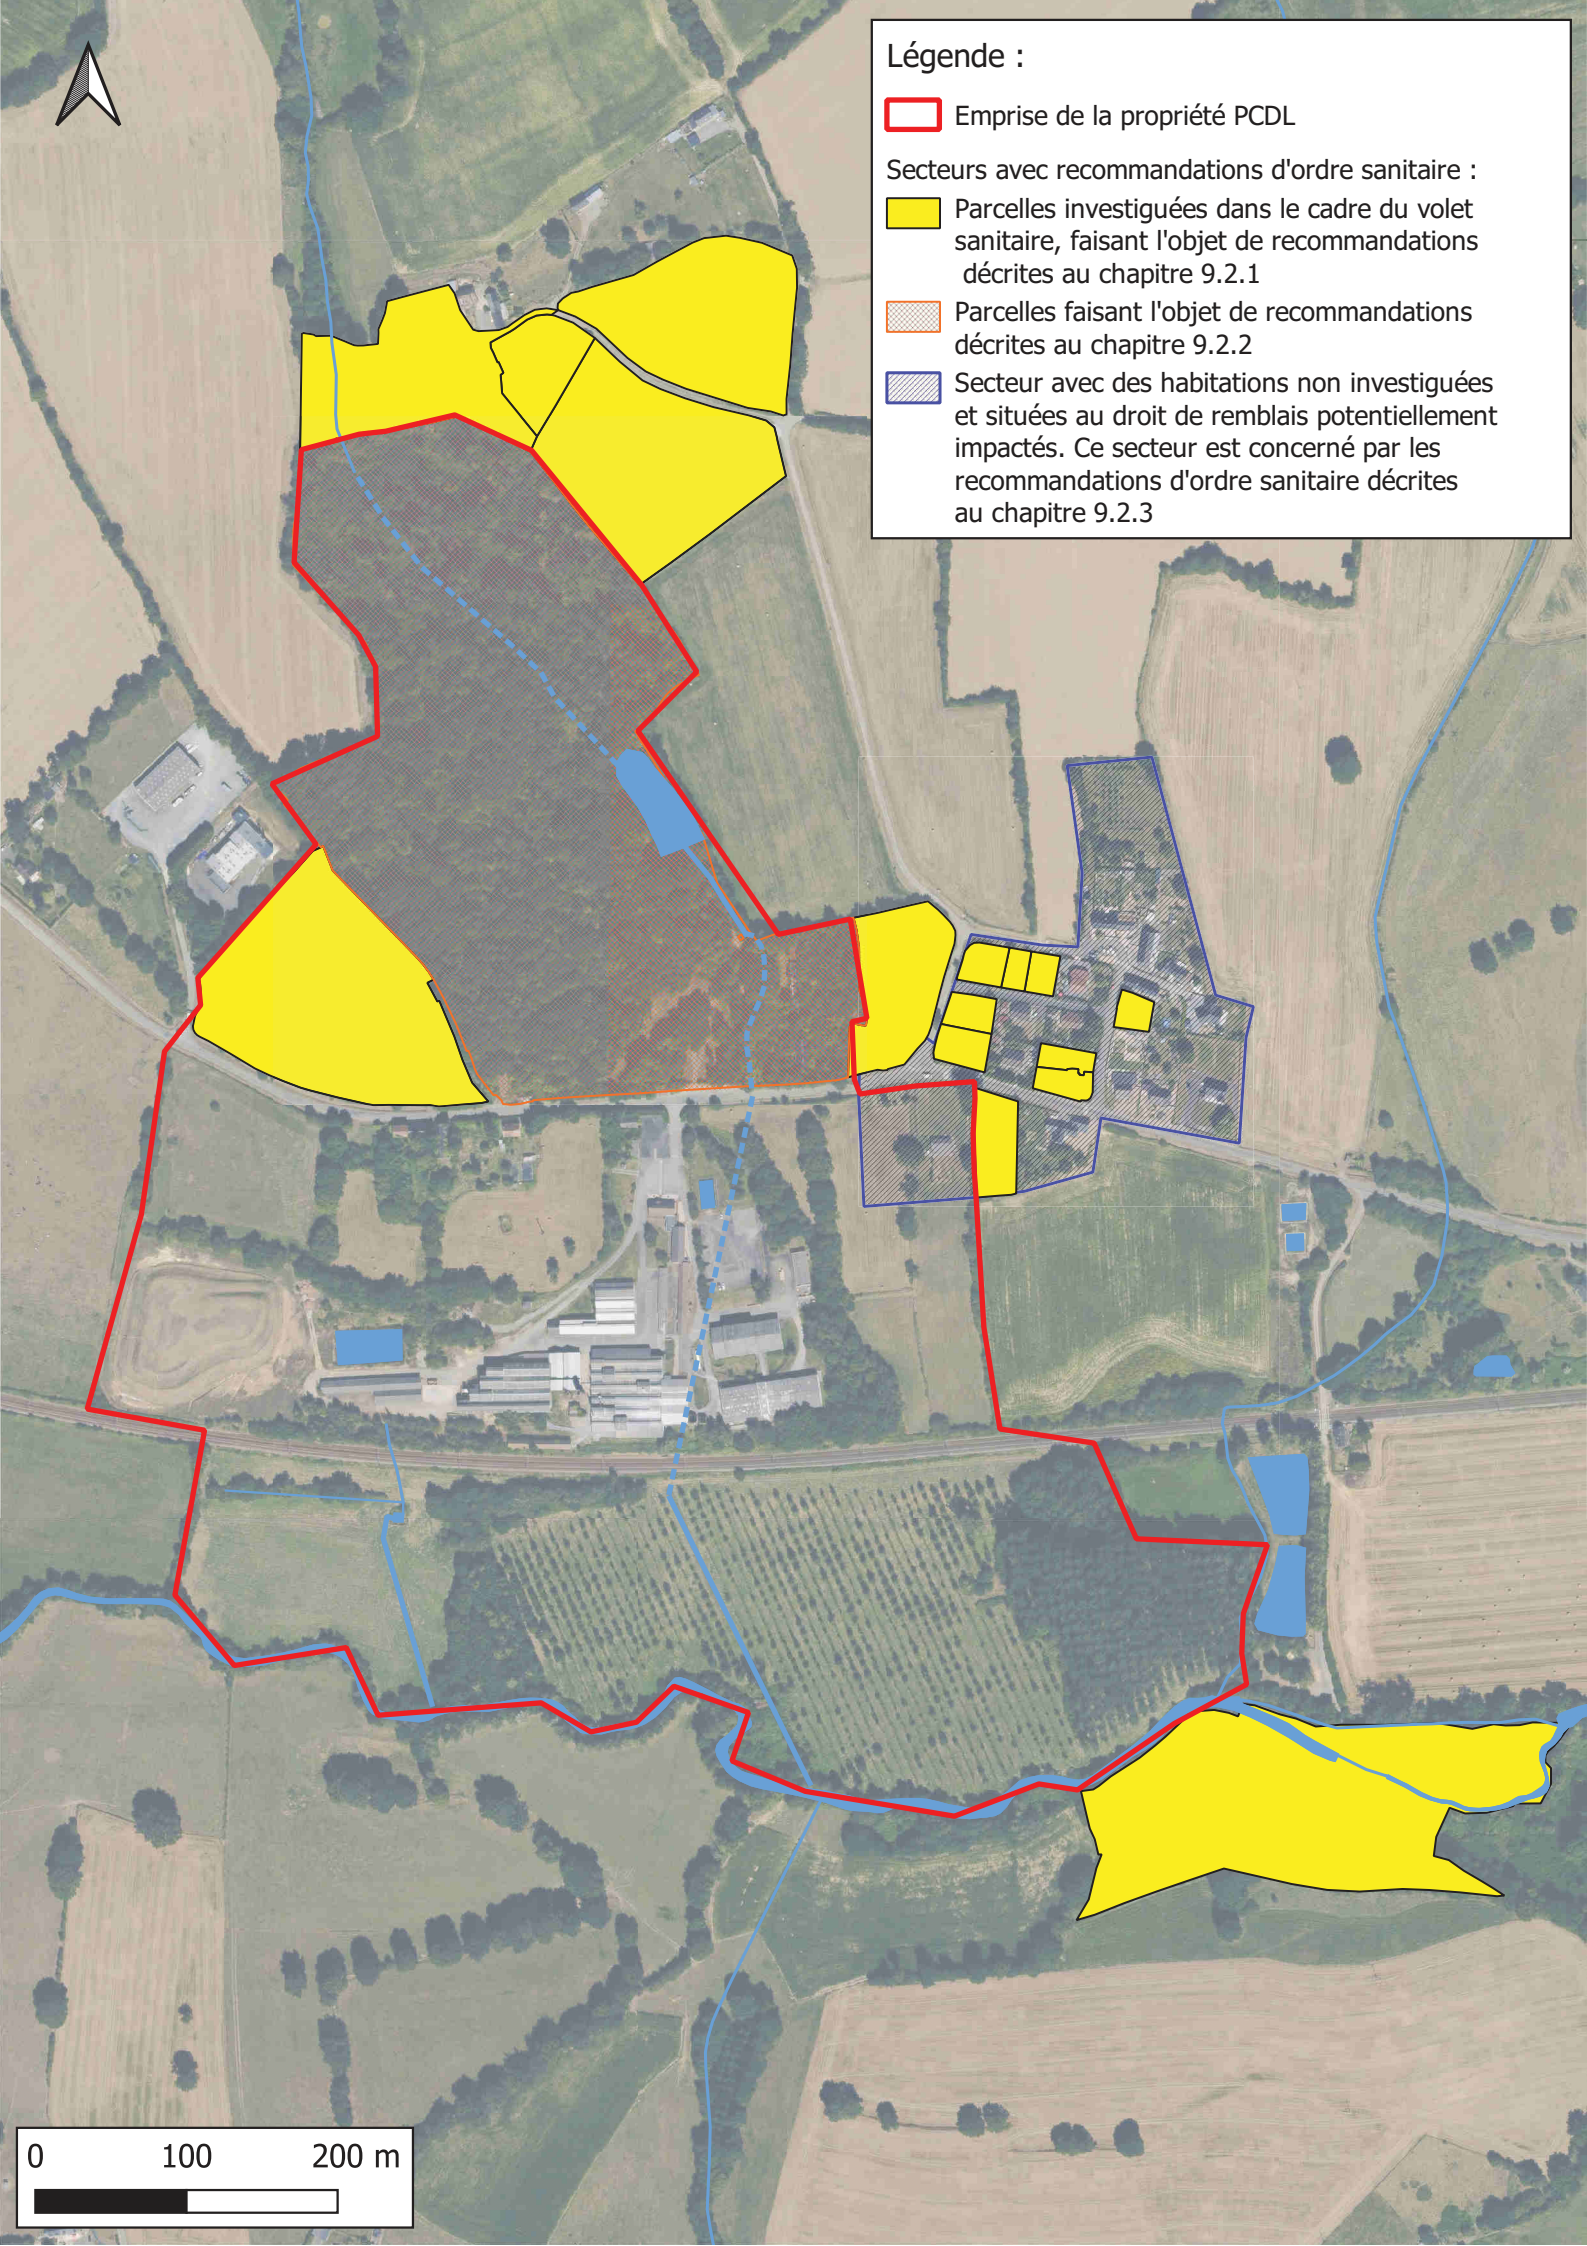 Légende :
Emprise de la propriété PCDL
Secteurs avec recommandations d'ordre sanitaire :
Parcelles investiguées dans le cadre du volet
sanitaire, faisant l'objet de recommandations
décrites au chapitre 9.2.1
Parcelles faisant l'objet de recommandations
décrites au chapitre 9.2.2
Secteur avec des habitations non investiguées
et situées au droit de remblais potentiellement
impactés. Ce secteur est concerné par les
recommandations d'ordre sanitaire décrites
au chapitre 9.2.3
0 100 200 m